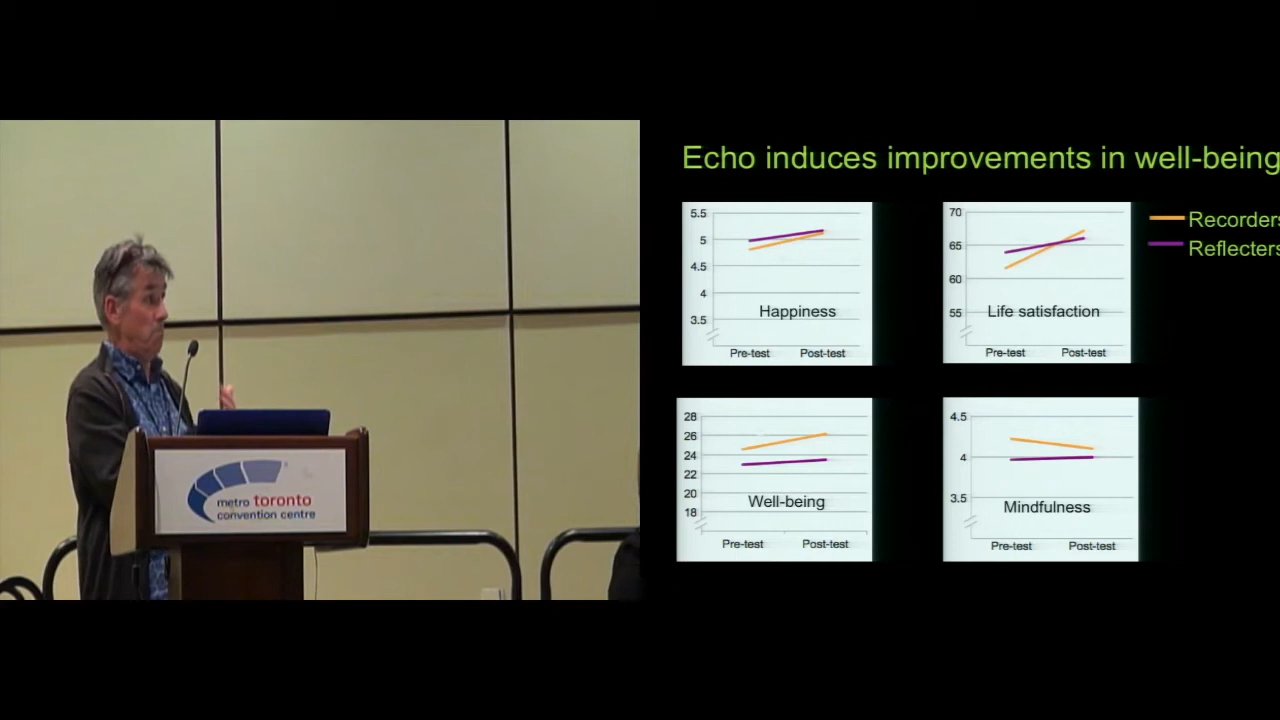 metro toronto
convention centre
Echo induces improvements in well-being
5.5
5
4.5
4
3.5
Happiness
Pre-test Post-test
70
65
60
55
Life satisfaction
Pre-test Post-test
Recorders
Reflecters
28
26
24
22
20
18
Well-being
Pre-test Post-test
4.5
4
3.5
Mindfulness
Pre-test Post-test